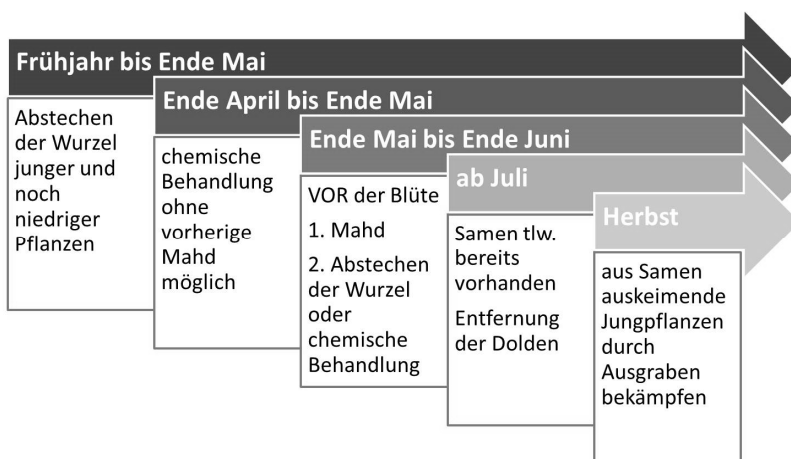 Frühjahr bis Ende Mai
Abstechen
der Wurzel
junger und
noch
niedriger
Pflanzen
Ende April bis Ende Mai
chemische
Behandlung
ohne
vorherige
Mahd
möglich
Ende Mai bis Ende Juni
VOR der Blüte
1. Mahd
2. Abstechen
der Wurzel
oder
chemische
Behandlung
ab Juli
Samen tlw.
bereits
vorhanden
Entfernung
der Dolden
Herbst
aus Samen
auskeimende
Jungpflanzen
durch
Ausgraben
bekämpfen